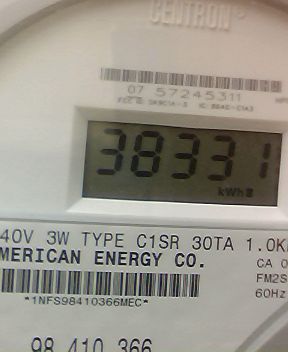 CENTRON®
07 57245311
38331
kWh
40V 3W TYPE C1SR 30TA 1.0K
MERICAN ENERGY CO.
CA 0
FM2S
60Hz
*1NFS98410366MEC*
98 410 366